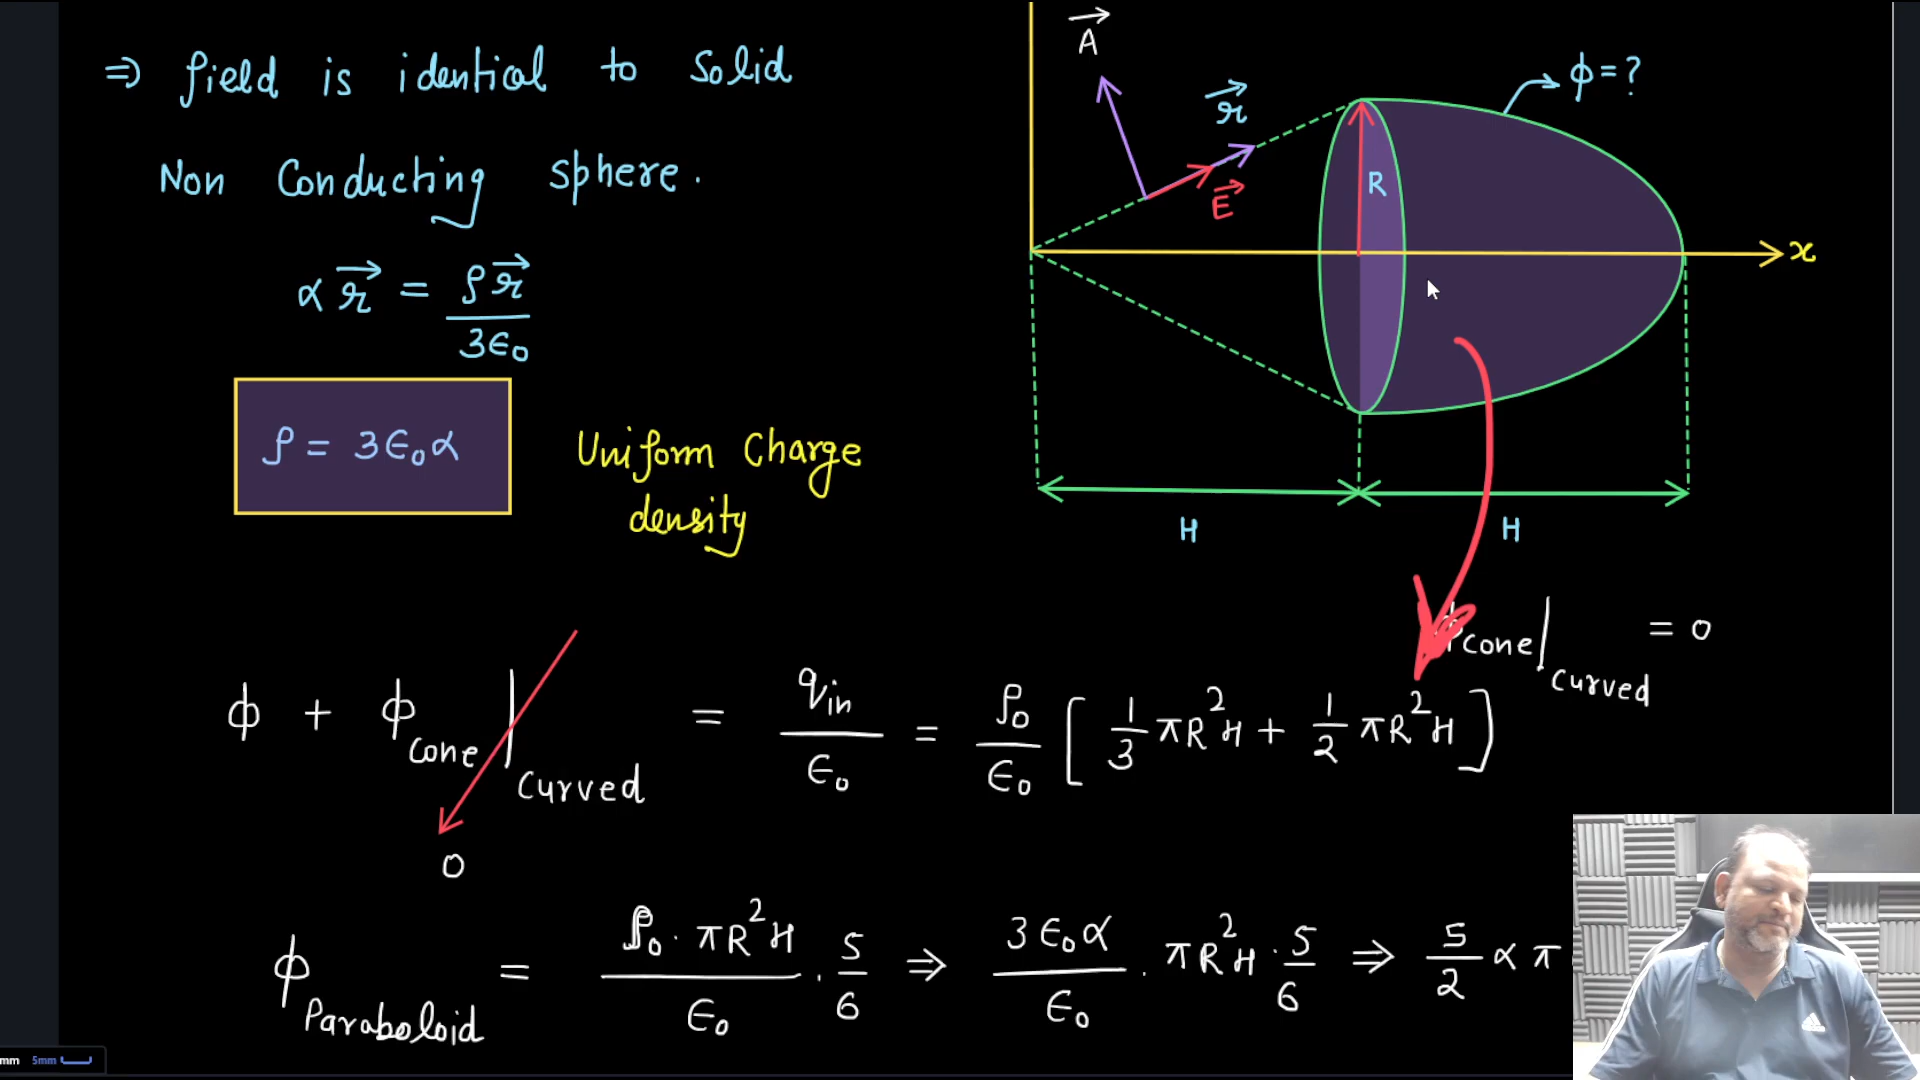 ⇒ field is identical to solid
Non Conducting sphere.
α r⃗ = ρ r⃗ / 3ϵ₀
ρ = 3ϵ₀α
Uniform Charge
density
A⃗
r⃗
E⃗
R
ϕ = ?
x
H
H
ϕcone|curved = 0
ϕ + ϕcone|curved = qin / ϵ₀ = ρ₀ / ϵ₀ [ 1/3 πR²H + 1/2 πR²H ]
0
ϕParaboloid = ρ₀ · πR²H / ϵ₀ · 5/6 ⇒ 3ϵ₀α / ϵ₀ · πR²H · 5/6 ⇒ 5/2 α π
mm 5mm